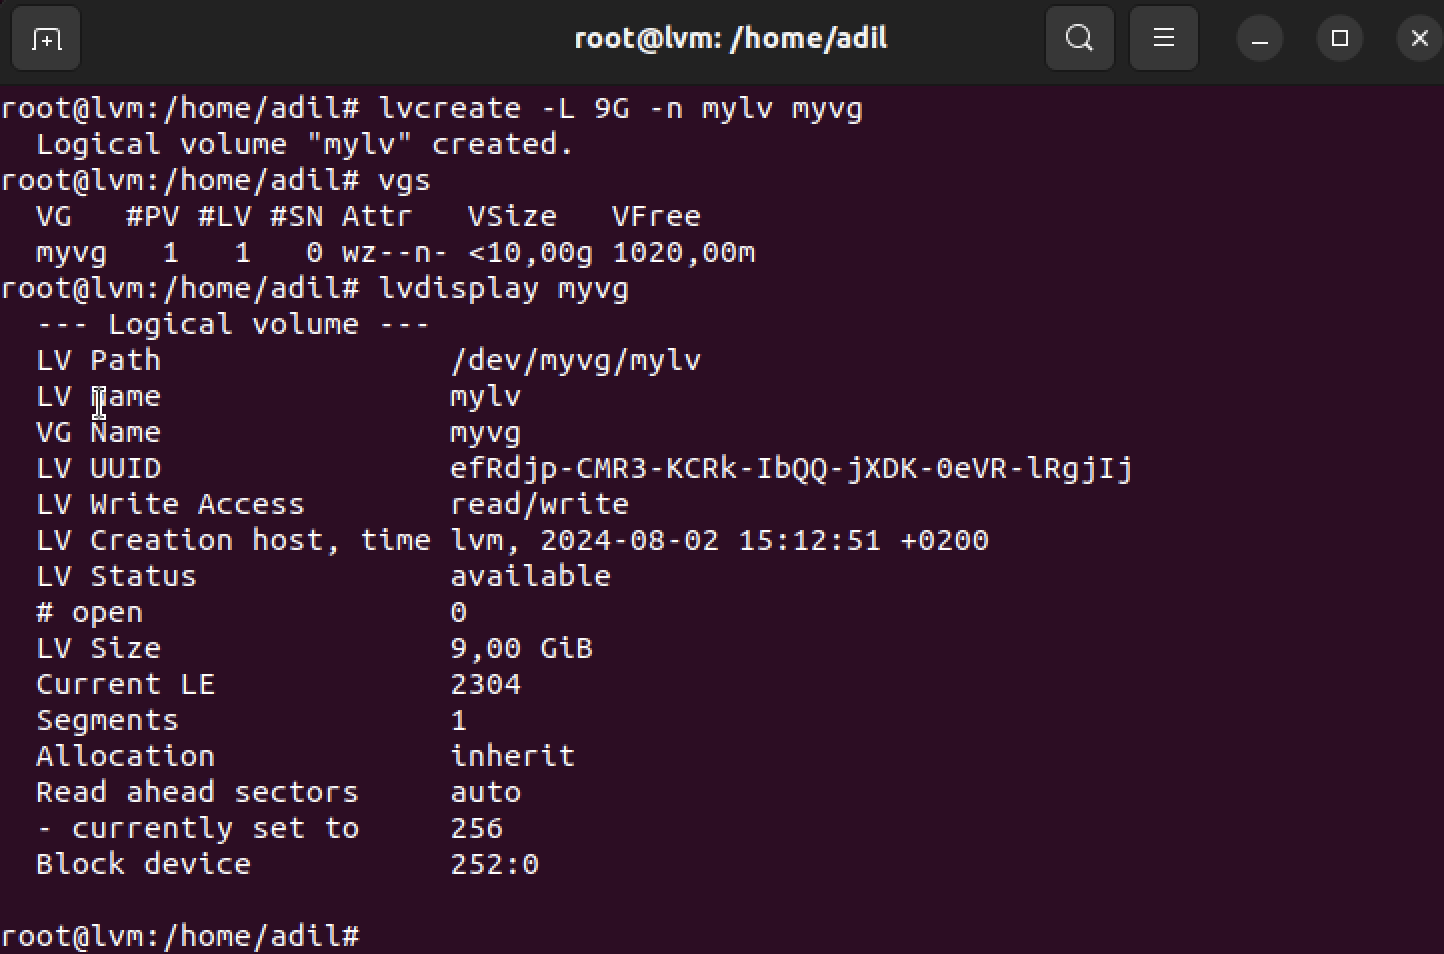 root@lvm: /home/adil
root@lvm:/home/adil# lvcreate -L 9G -n mylv myvg
  Logical volume "mylv" created.
root@lvm:/home/adil# vgs
  VG   #PV #LV #SN Attr   VSize   VFree
  myvg   1   1   0 wz--n- <10,00g 1020,00m
root@lvm:/home/adil# lvdisplay myvg
  --- Logical volume ---
  LV Path                /dev/myvg/mylv
  LV Name                mylv
  VG Name                myvg
  LV UUID                efRdjp-CMR3-KCRk-IbQQ-jXDK-0eVR-lRgjIj
  LV Write Access        read/write
  LV Creation host, time lvm, 2024-08-02 15:12:51 +0200
  LV Status              available
  # open                 0
  LV Size                9,00 GiB
  Current LE             2304
  Segments               1
  Allocation             inherit
  Read ahead sectors     auto
  - currently set to     256
  Block device           252:0
root@lvm:/home/adil#